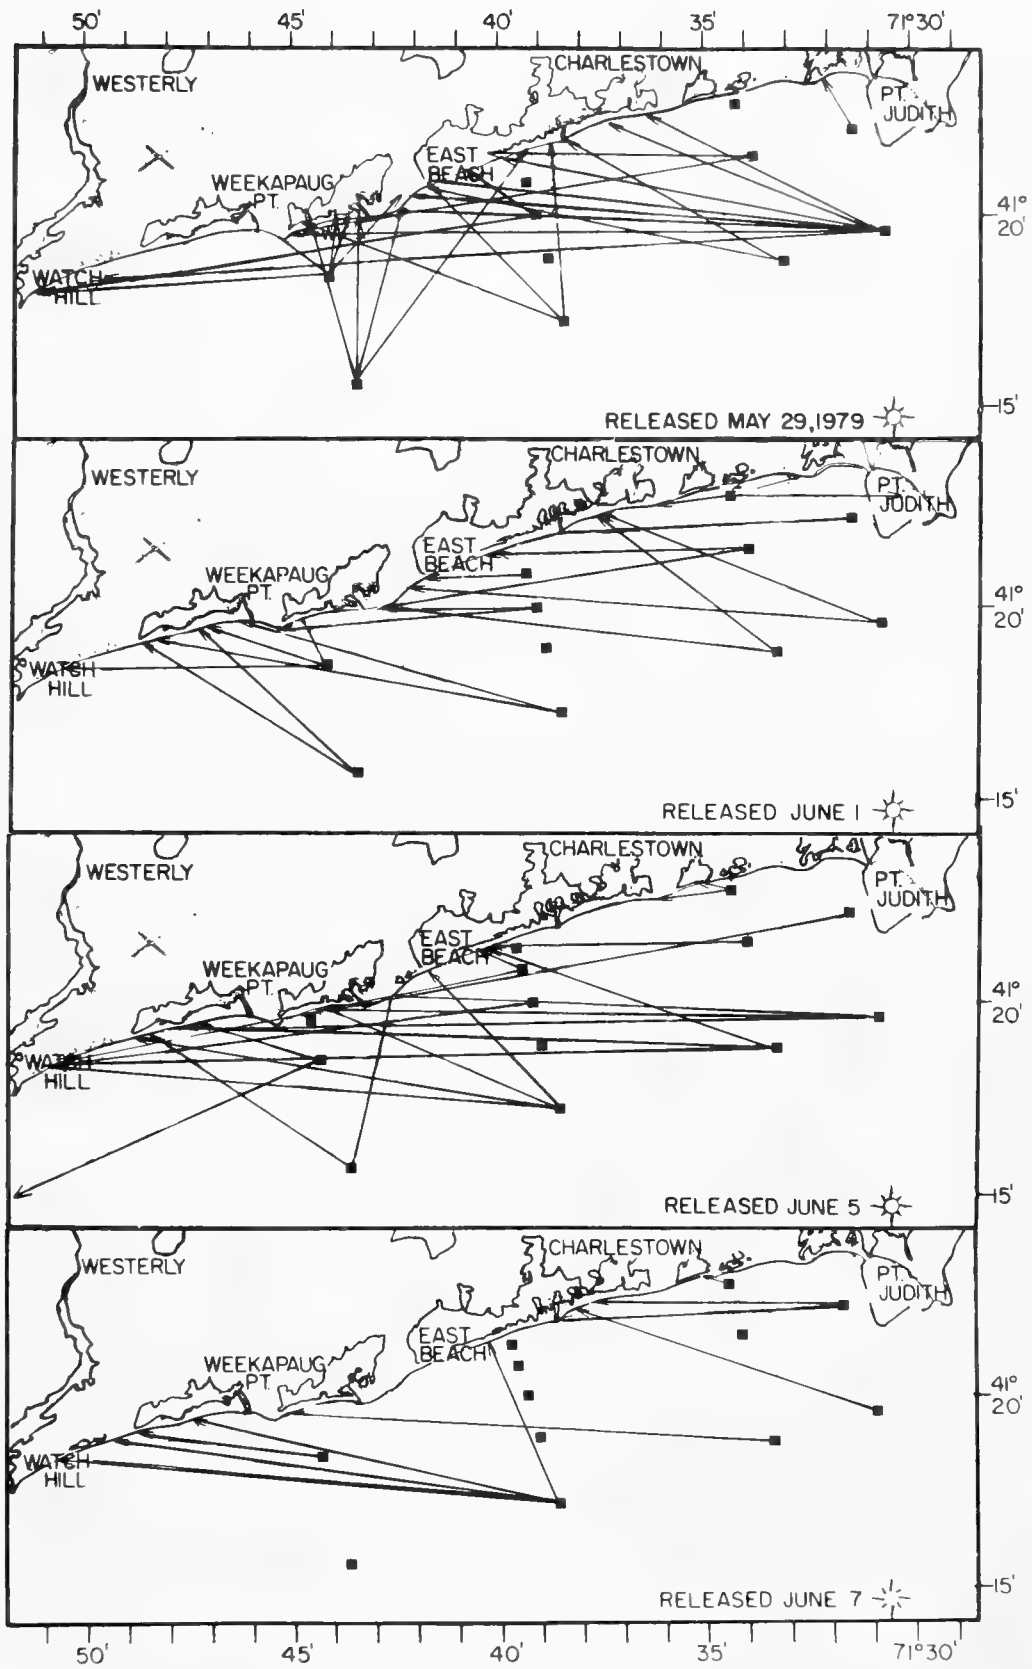 50' 45' 40' 35' 71°30'
WESTERLY
CHARLESTOWN
PT.
JUDITH
EAST
BEACH
WEEKAPAUG
PT.
41°
20'
WATCH
HILL
RELEASED MAY 29,1979
15'
WESTERLY
CHARLESTOWN
PT.
JUDITH
EAST
BEACH
WEEKAPAUG
PT.
41°
20'
WATCH
HILL
RELEASED JUNE 1
15'
WESTERLY
CHARLESTOWN
PT.
JUDITH
EAST
BEACH
WEEKAPAUG
PT.
41°
20'
WATCH
HILL
RELEASED JUNE 5
15'
WESTERLY
CHARLESTOWN
PT.
JUDITH
EAST
BEACH
WEEKAPAUG
PT.
41°
20'
WATCH
HILL
RELEASED JUNE 7
15'
50' 45' 40' 35' 71°30'